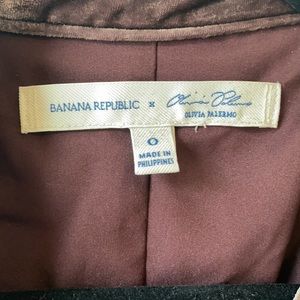 BANANA REPUBLIC x Olivia Palermo
OLIVIA PALERMO
0
MADE IN
PHILIPPINES